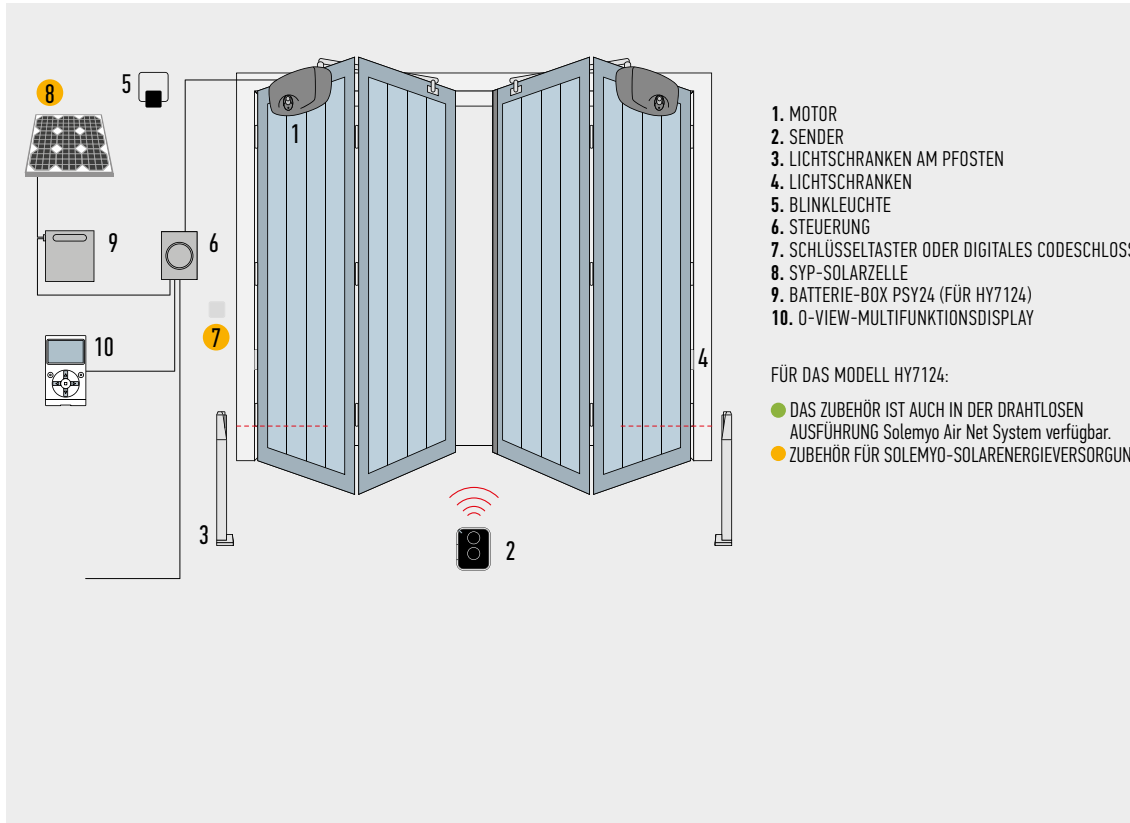 8
5
1
9
6
7
10
4
3
2
1. MOTOR
2. SENDER
3. LICHTSCHRANKEN AM PFOSTEN
4. LICHTSCHRANKEN
5. BLINKLEUCHTE
6. STEUERUNG
7. SCHLÜSSELTASTER ODER DIGITALES CODESCHLOSS
8. SYP-SOLARZELLE
9. BATTERIE-BOX PSY24 (FÜR HY7124)
10. O-VIEW-MULTIFUNKTIONSDISPLAY
FÜR DAS MODELL HY7124:
DAS ZUBEHÖR IST AUCH IN DER DRAHTLOSEN
AUSFÜHRUNG Solemyo Air Net System verfügbar.
ZUBEHÖR FÜR SOLEMYO-SOLARENERGIEVERSORGUN